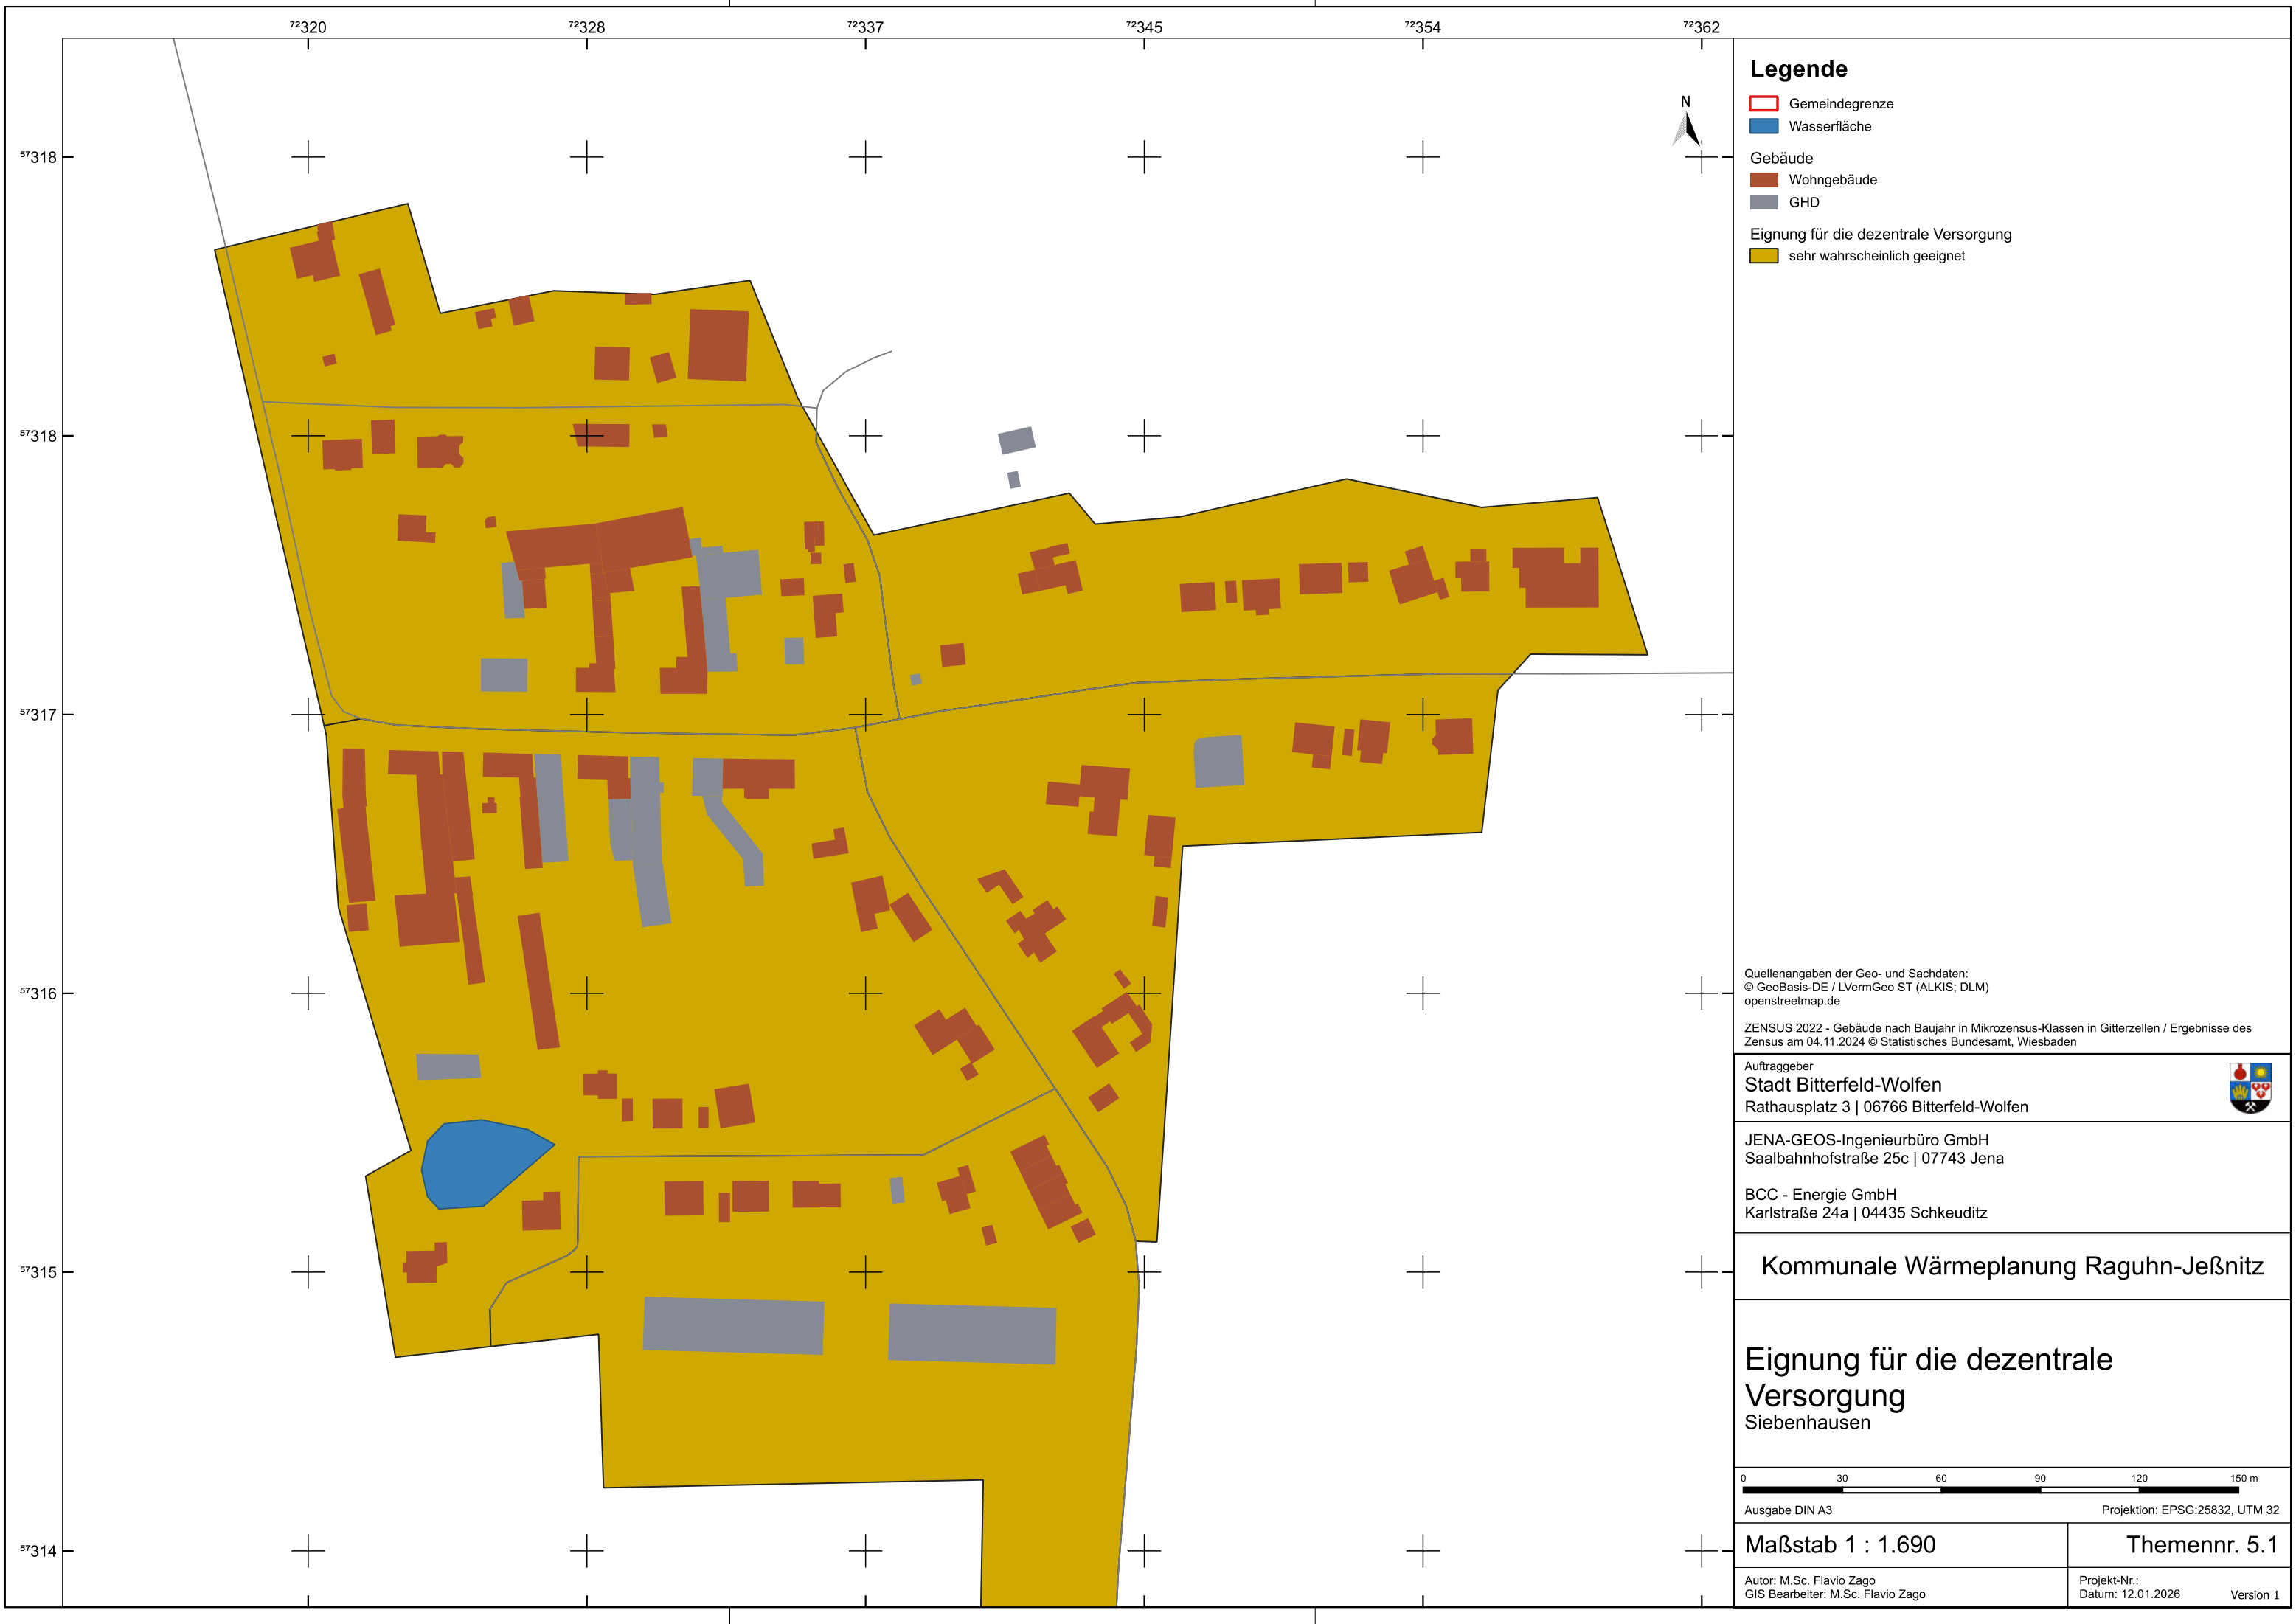 ⁷²320 ⁷²328 ⁷²337 ⁷²345 ⁷²354 ⁷²362
⁵⁷318
⁵⁷318
⁵⁷317
⁵⁷316
⁵⁷315
⁵⁷314
N
Legende
Gemeindegrenze
Wasserfläche
Gebäude
Wohngebäude
GHD
Eignung für die dezentrale Versorgung
sehr wahrscheinlich geeignet
Quellenangaben der Geo- und Sachdaten:
© GeoBasis-DE / LVermGeo ST (ALKIS; DLM)
openstreetmap.de
ZENSUS 2022 - Gebäude nach Baujahr in Mikrozensus-Klassen in Gitterzellen / Ergebnisse des
Zensus am 04.11.2024 © Statistisches Bundesamt, Wiesbaden
Auftraggeber
Stadt Bitterfeld-Wolfen
Rathausplatz 3 | 06766 Bitterfeld-Wolfen
JENA-GEOS-Ingenieurbüro GmbH
Saalbahnhofstraße 25c | 07743 Jena
BCC - Energie GmbH
Karlstraße 24a | 04435 Schkeuditz
Kommunale Wärmeplanung Raguhn-Jeßnitz
Eignung für die dezentrale
Versorgung
Siebenhausen
0 30 60 90 120 150 m
Ausgabe DIN A3 Projektion: EPSG:25832, UTM 32
Maßstab 1 : 1.690 Themennr. 5.1
Autor: M.Sc. Flavio Zago Projekt-Nr.:
GIS Bearbeiter: M.Sc. Flavio Zago Datum: 12.01.2026 Version 1